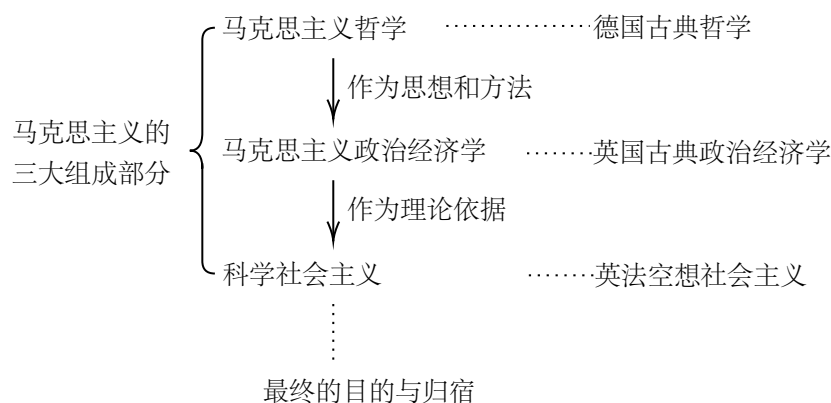 马克思主义哲学
德国古典哲学
作为思想和方法
马克思主义的
三大组成部分
马克思主义政治经济学
英国古典政治经济学
作为理论依据
科学社会主义
英法空想社会主义
最终的目的与归宿